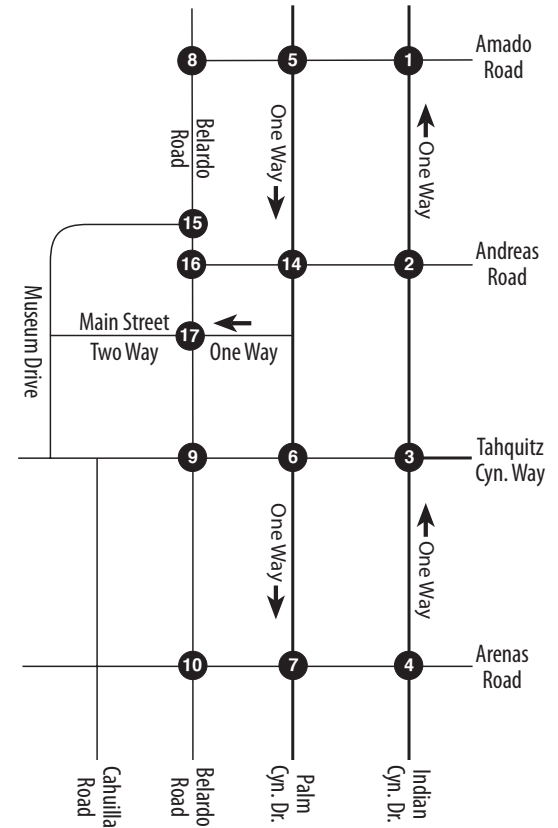 8
5
1
Amado
Road
Belardo
Road
One Way
One Way
15
16
14
2
Andreas
Road
Museum Drive
Main Street
17
Two Way
One Way
9
6
3
Tahquitz
Cyn. Way
One Way
One Way
10
7
4
Arenas
Road
Cahuilla
Road
Belardo
Road
Palm
Cyn. Dr.
Indian
Cyn. Dr.